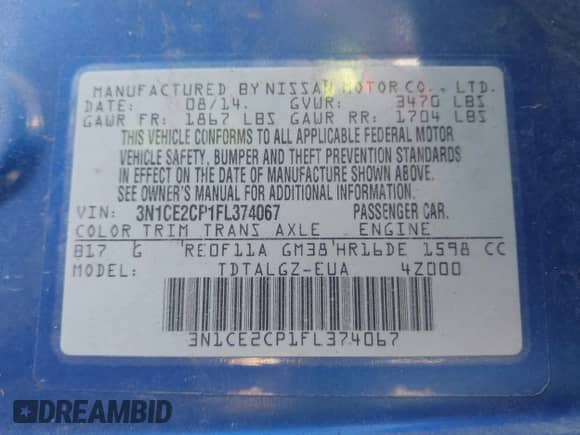 MANUFACTURED BY NISSAN MOTOR CO., LTD.
DATE: 08/14. GVWR: 3470 LBS
GAWR FR: 1867 LBS GAWR RR: 1704 LBS
THIS VEHICLE CONFORMS TO ALL APPLICABLE FEDERAL MOTOR
VEHICLE SAFETY, BUMPER AND THEFT PREVENTION STANDARDS
IN EFFECT ON THE DATE OF MANUFACTURE SHOWN ABOVE.
SEE OWNER'S MANUAL FOR ADDITIONAL INFORMATION.
VIN: 3N1CE2CP1FL374067 PASSENGER CAR.
COLOR TRIM TRANS AXLE ENGINE
B17 G RE0F11A GM38 HR16DE 1598 CC
MODEL: TDTALGZ-EUA 4Z000
3N1CE2CP1FL374067
DREAMBID